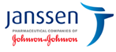 janssen
PHARMACEUTICAL COMPANIES OF
Johnson & Johnson